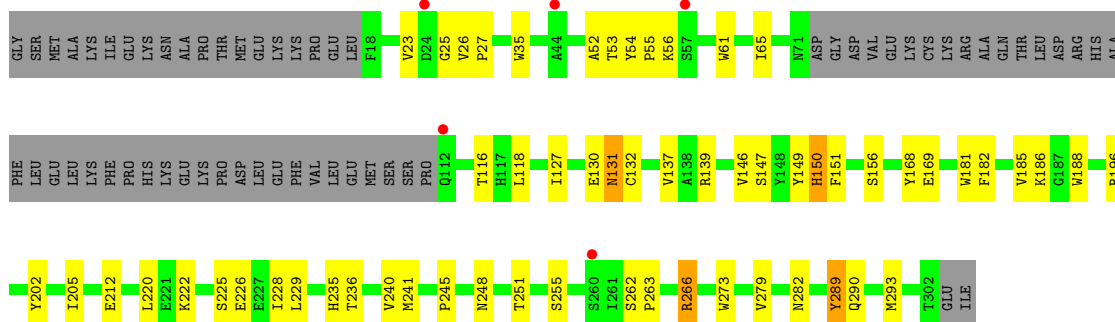 GLY SER MET ALA LYS ILE GLU LYS ASN ALA PRO THR MET GLU LYS LYS PRO GLU LEU F18 V23 D24 G25 V26 P27 W35 A44 A52 T53 Y54 P55 K56 S57 W61 I65 N71 ASP GLY ASP VAL GLU LYS CYS LYS ARG ALA GLN THR LEU ASP ARG HIS ALA
PHE LEU GLU LEU LYS PHE PRO HIS LYS GLU LYS PRO ASP LEU GLU PHE VAL LEU GLU MET SER SER PRO Q112 T116 H117 L118 I127 E130 N131 C132 V137 A138 R139 V146 S147 Y148 Y149 H150 F151 S156 Y168 E169 W181 F182 V185 K186 G187 W188
Y202 I205 E212 L220 E221 K222 S225 E226 E227 I228 L229 H235 T236 V240 M241 P245 N248 T251 S255 S260 I261 S262 P263 R266 W273 V279 N282 Y289 Q290 M293 T302 GLU ILE